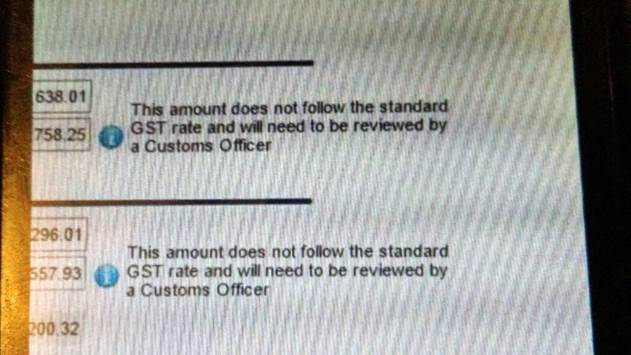 638.01
This amount does not follow the standard
758.25 GST rate and will need to be reviewed by
a Customs Officer
296.01
This amount does not follow the standard
557.93 GST rate and will need to be reviewed by
a Customs Officer
200.32